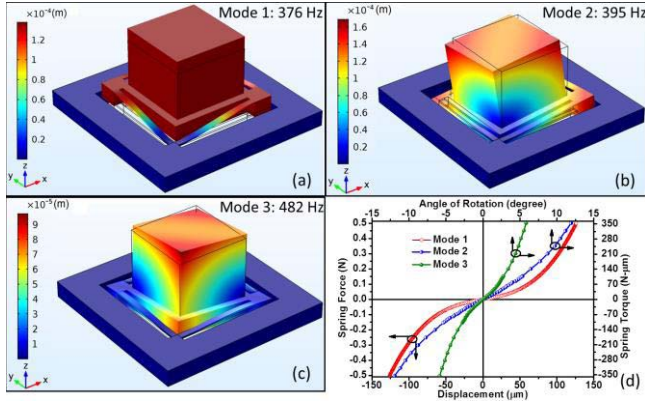 ×10⁻⁴(m) Mode 1: 376 Hz
1.2
1
0.8
0.6
0.4
0.2
z
y x
(a)
×10⁻⁴ (m) Mode 2: 395 Hz
1.6
1.4
1.2
1
0.8
0.6
0.4
0.2
z
y x
(b)
×10⁻⁵ (m) Mode 3: 482 Hz
9
8
7
6
5
4
3
2
1
z
y x
(c)
Angle of Rotation (degree)
-15 -10 -5 0 5 10 15
Spring Force (N)
0.5
0.4
0.3
0.2
0.1
0.0
-0.1
-0.2
-0.3
-0.4
-0.5
Mode 1
Mode 2
Mode 3
350
280
210
140
70
0
-70
-140
-210
-280
-350
Spring Torque (N-μm)
-150 -100 -50 0 50 100 150
Displacement (μm)
(d)